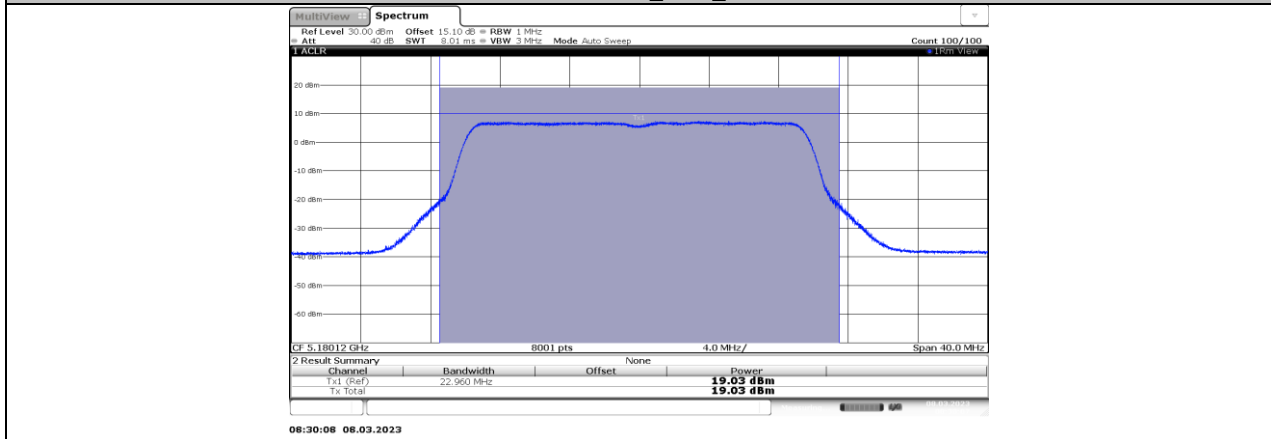 MultiView Spectrum
Ref Level 30.00 dBm Offset 15.10 dB RBW 1 MHz
Att 40 dB SWT 8.01 ms VBW 3 MHz Mode Auto Sweep Count 100/100
1 ACLR 1Rm View
20 dBm
10 dBm
Tx1
0 dBm
-10 dBm
-20 dBm
-30 dBm
-40 dBm
-50 dBm
-60 dBm
CF 5.18012 GHz 8001 pts 4.0 MHz/ Span 40.0 MHz
2 Result Summary None
Channel Bandwidth Offset Power
Tx1 (Ref) 22.960 MHz 19.03 dBm
Tx Total 19.03 dBm
08.03.2023
08:30:08 08.03.2023